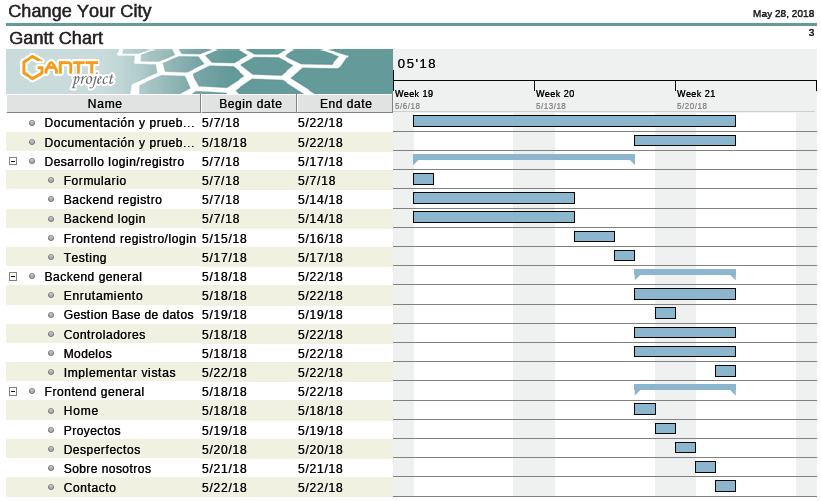 Change Your City
May 28, 2018
Gantt Chart
3
GANTT project
05'18
Name Begin date End date
Week 19 Week 20 Week 21
5/6/18 5/13/18 5/20/18
Documentación y prueb... 5/7/18 5/22/18
Documentación y prueb... 5/18/18 5/22/18
Desarrollo login/registro 5/7/18 5/17/18
Formulario 5/7/18 5/7/18
Backend registro 5/7/18 5/14/18
Backend login 5/7/18 5/14/18
Frontend registro/login 5/15/18 5/16/18
Testing 5/17/18 5/17/18
Backend general 5/18/18 5/22/18
Enrutamiento 5/18/18 5/22/18
Gestion Base de datos 5/19/18 5/19/18
Controladores 5/18/18 5/22/18
Modelos 5/18/18 5/22/18
Implementar vistas 5/22/18 5/22/18
Frontend general 5/18/18 5/22/18
Home 5/18/18 5/18/18
Proyectos 5/19/18 5/19/18
Desperfectos 5/20/18 5/20/18
Sobre nosotros 5/21/18 5/21/18
Contacto 5/22/18 5/22/18